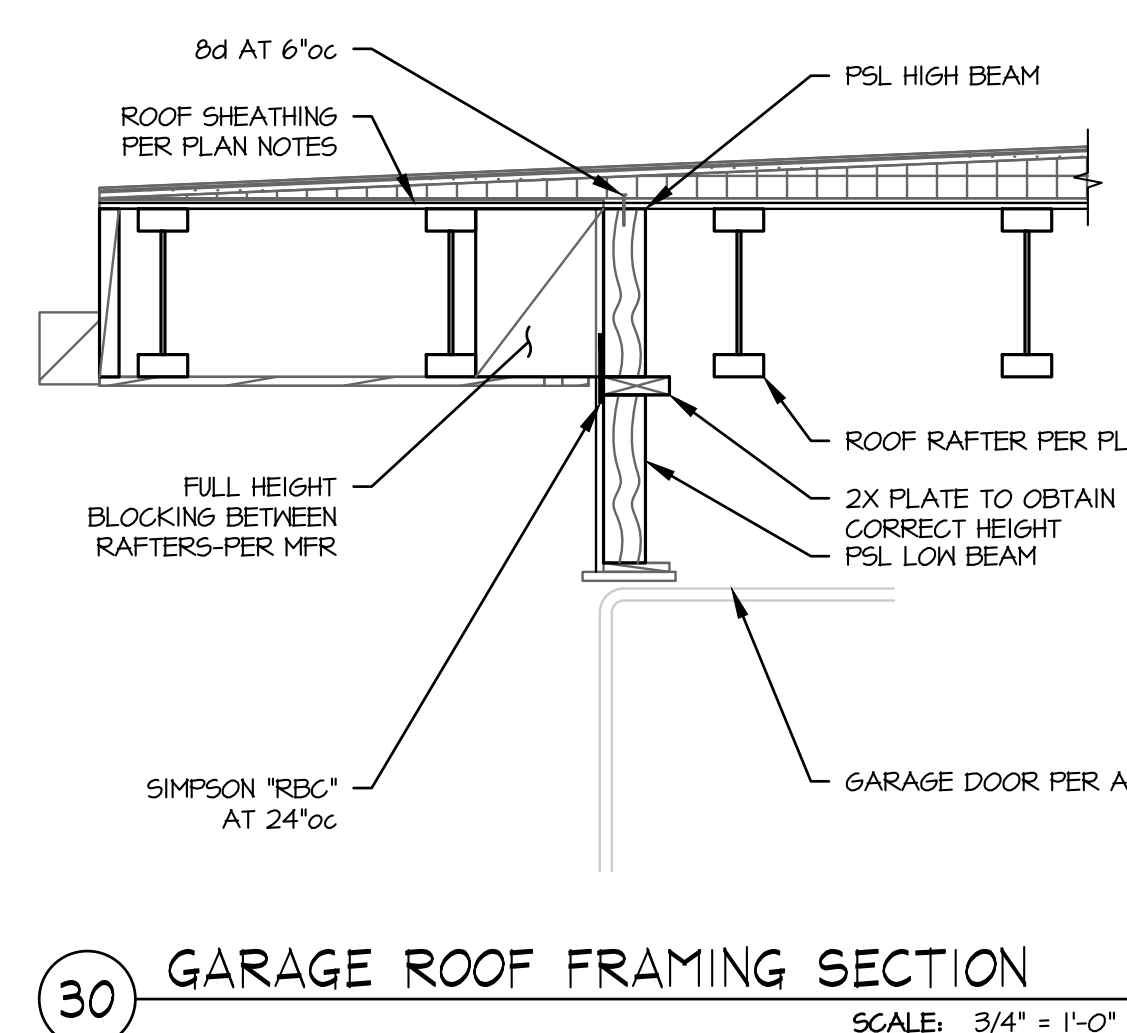 8d AT 6"oc
PSL HIGH BEAM
ROOF SHEATHING
PER PLAN NOTES
ROOF RAFTER PER
2X PLATE TO OBTAIN
CORRECT HEIGHT
PSL LOW BEAM
FULL HEIGHT
BLOCKING BETWEEN
RAFTERS-PER MFR
SIMPSON "RBC"
AT 24"oc
GARAGE DOOR PER
30
GARAGE ROOF FRAMING SECTION
SCALE: 3/4" = 1'-0"